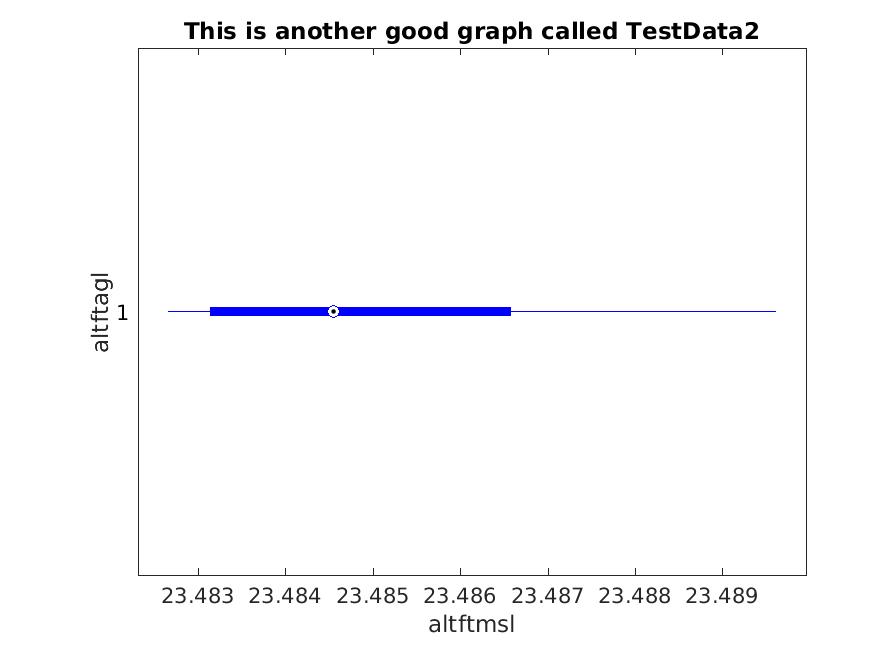 This is another good graph called TestData2
altftagl
1
23.483 23.484 23.485 23.486 23.487 23.488 23.489
altftmsl